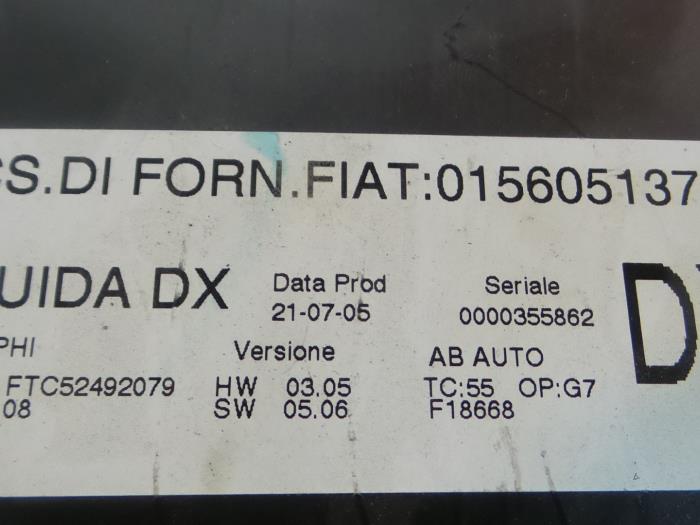 CS.DI FORN.FIAT:015605137
UIDA DX
Data Prod
21-07-05
Seriale
0000355862
D
PHI
FTC52492079
08
Versione
HW 03.05
SW 05.06
AB AUTO
TC:55 OP:G7
F18668